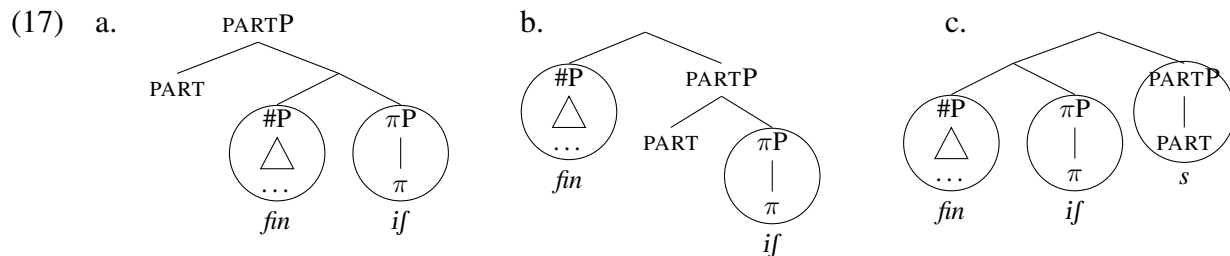 (17) a. b. c.
PARTP
PART
#P
πP
…
π
fin
iʃ
#P
PARTP
…
PART
πP
fin
π
iʃ
PARTP
#P
πP
PART
…
π
s
fin
iʃ